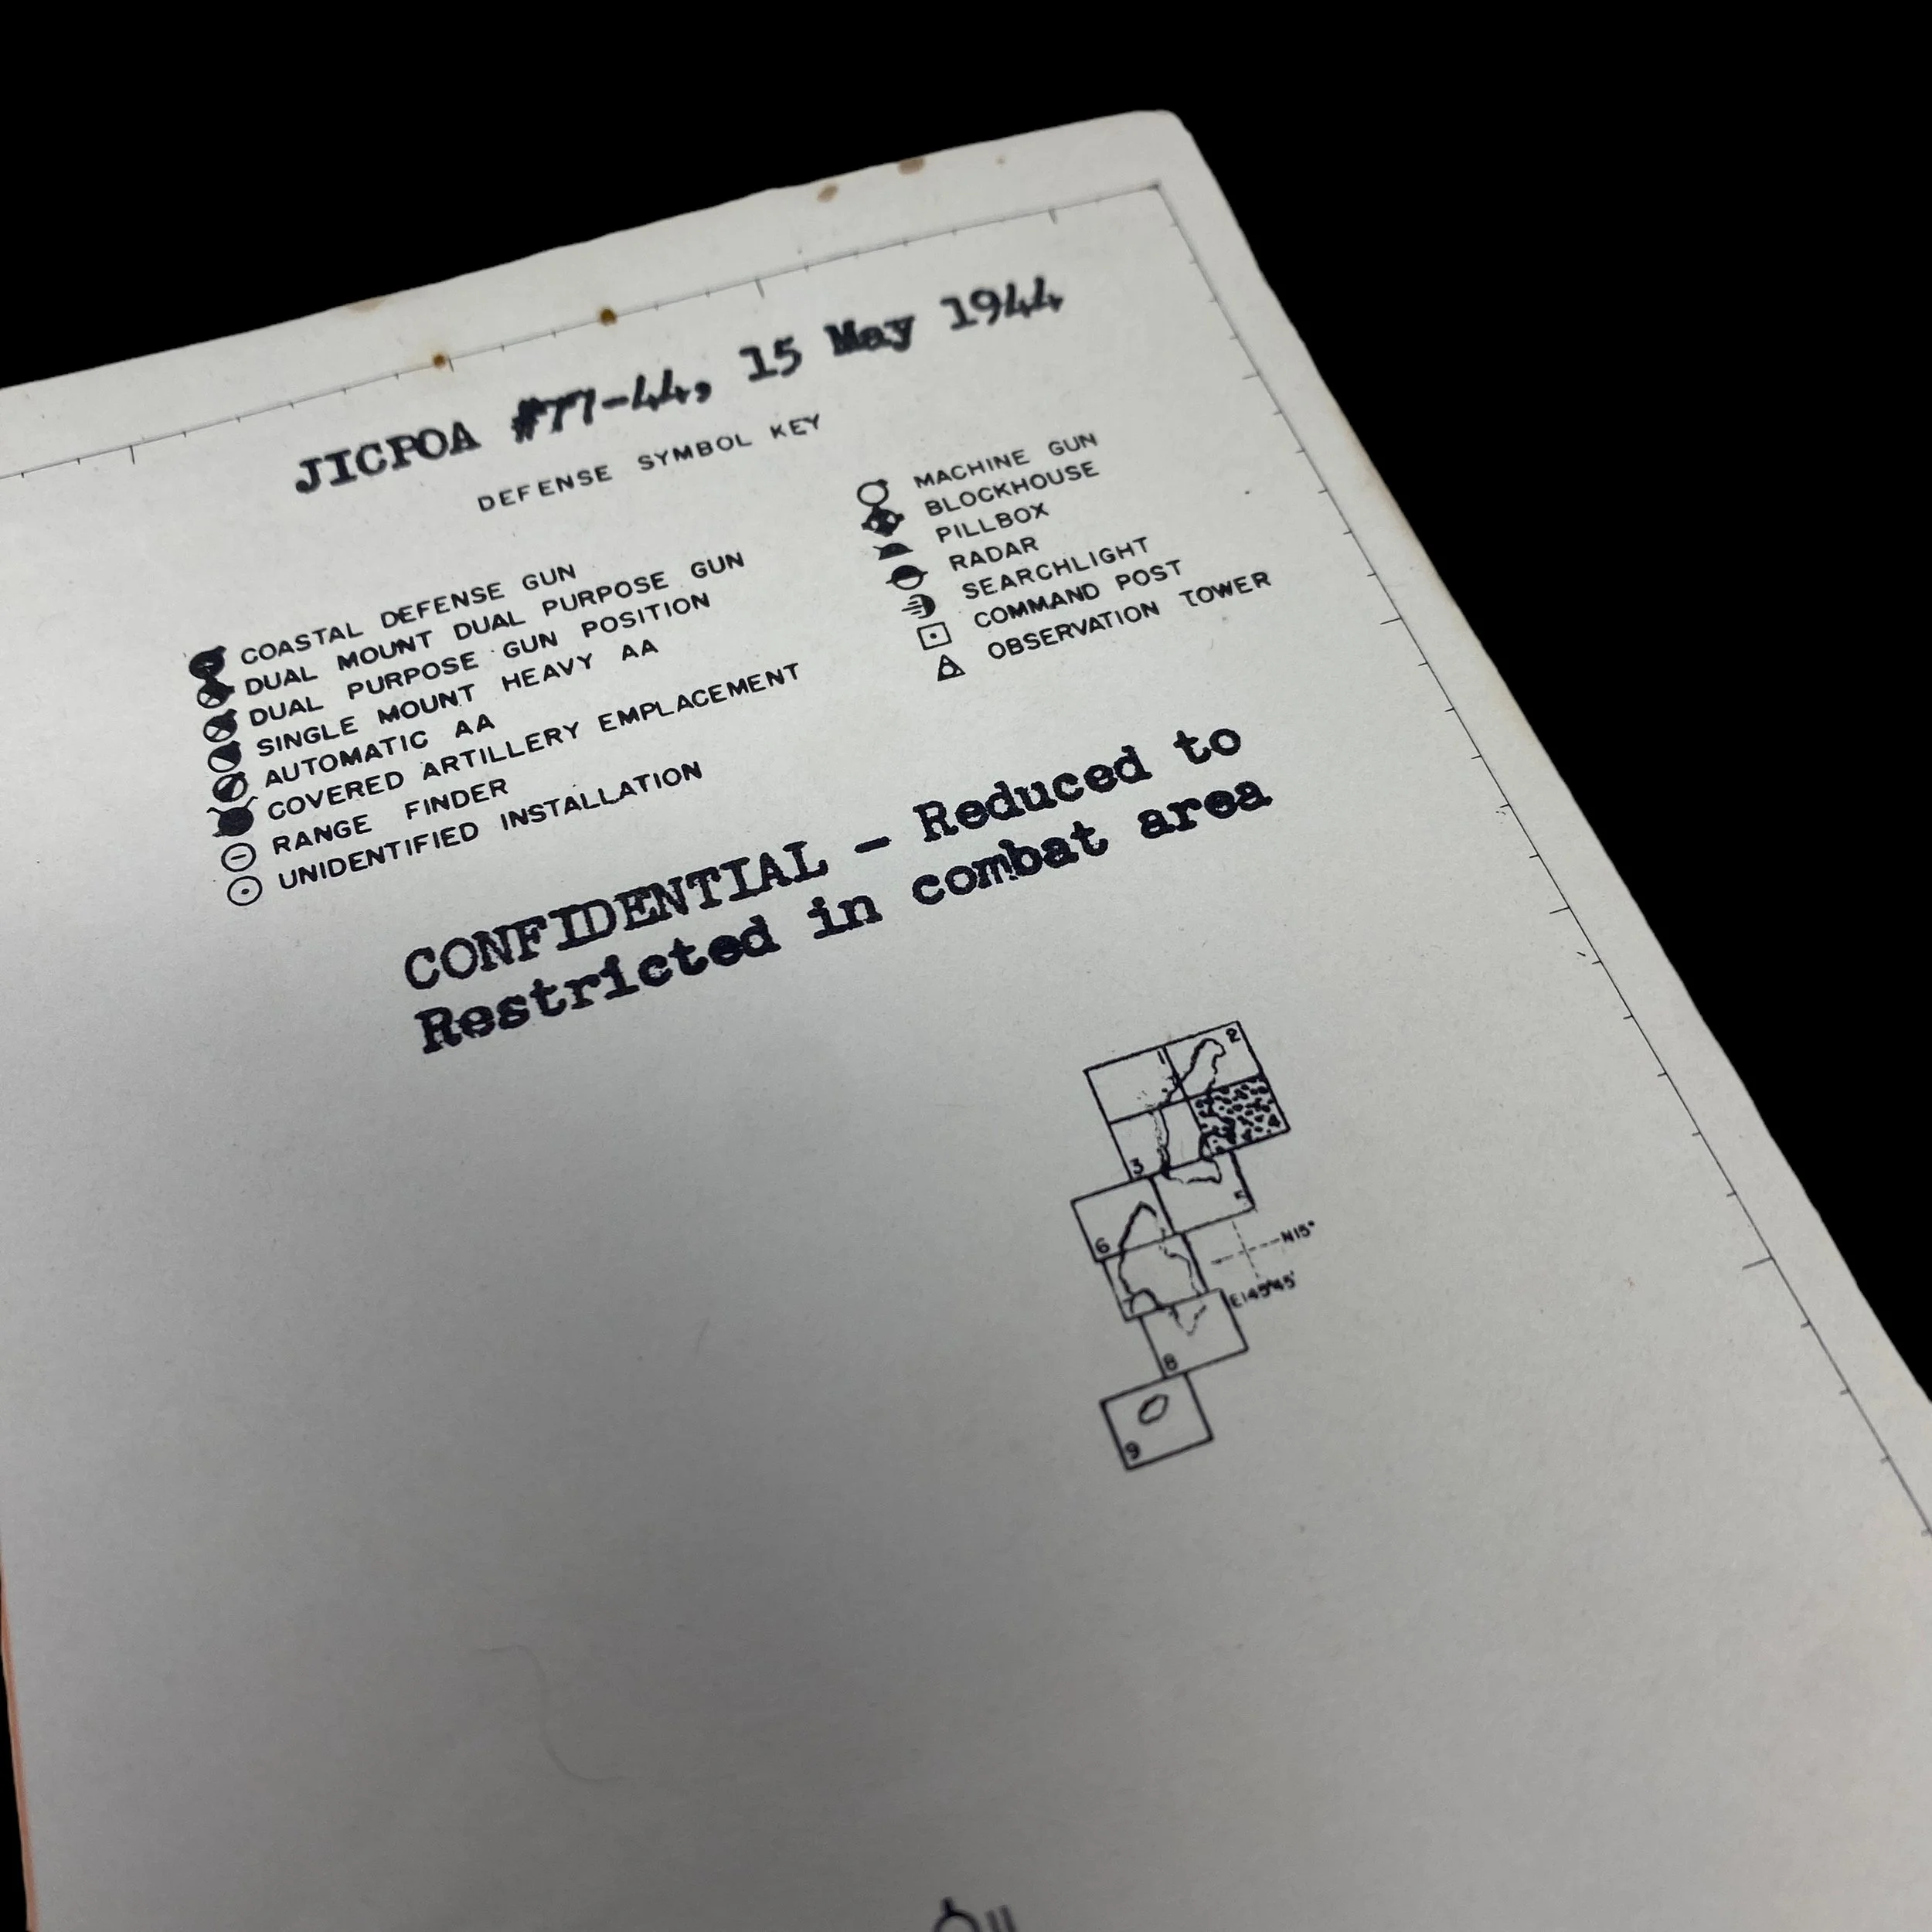 JICPOA #77-44, 15 May 1944
DEFENSE SYMBOL KEY
COASTAL DEFENSE GUN
DUAL MOUNT DUAL PURPOSE GUN
DUAL PURPOSE GUN POSITION
SINGLE MOUNT HEAVY AA
AUTOMATIC AA
COVERED ARTILLERY EMPLACEMENT
RANGE FINDER
UNIDENTIFIED INSTALLATION
MACHINE GUN
BLOCKHOUSE
PILLBOX
RADAR
SEARCHLIGHT
COMMAND POST
OBSERVATION TOWER
CONFIDENTIAL - Reduced to
Restricted in combat area
1
2
3
4
5
6
N15°
E145°45'
7
8
9